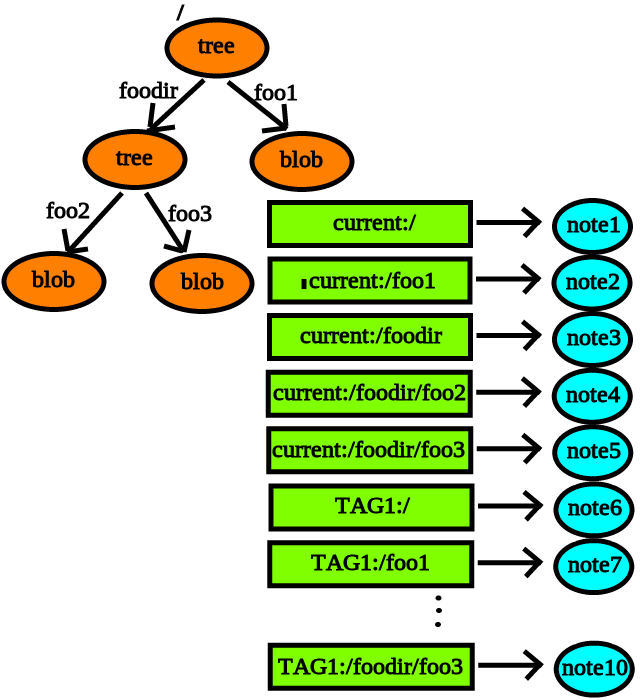 /
tree
foodir
foo1
tree
blob
foo2
foo3
blob
blob
current:/
note1
current:/foo1
note2
current:/foodir
note3
current:/foodir/foo2
note4
current:/foodir/foo3
note5
TAG1:/
note6
TAG1:/foo1
note7
⋮
TAG1:/foodir/foo3
note10